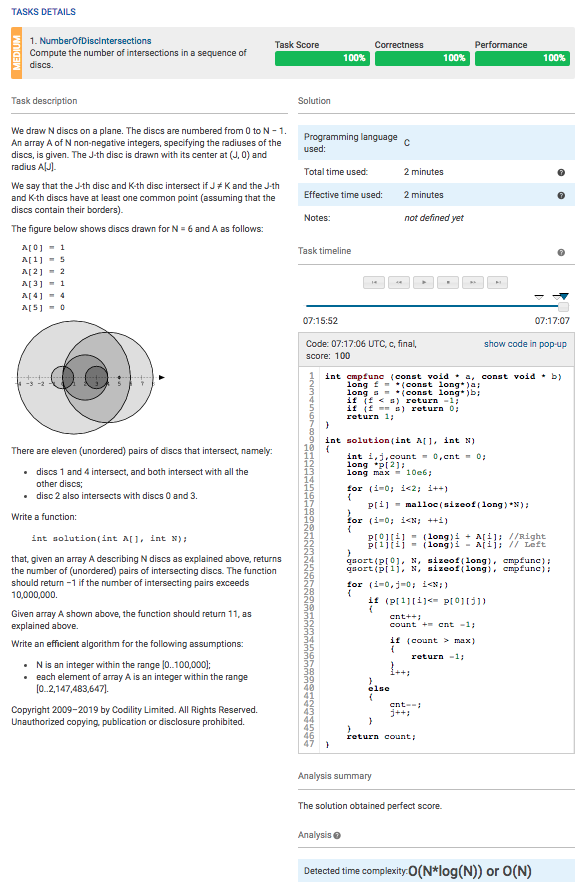 TASKS DETAILS
MEDIUM
1. NumberOfDiscIntersections
Compute the number of intersections in a sequence of
discs.
Task Score
100%
Correctness
100%
Performance
100%
Task description
We draw N discs on a plane. The discs are numbered from 0 to N − 1.
An array A of N non-negative integers, specifying the radiuses of the
discs, is given. The J-th disc is drawn with its center at (J, 0) and
radius A[J].
We say that the J-th disc and K-th disc intersect if J ≠ K and the J-th
and K-th discs have at least one common point (assuming that the
discs contain their borders).
The figure below shows discs drawn for N = 6 and A as follows:
A[0] = 1
A[1] = 5
A[2] = 2
A[3] = 1
A[4] = 4
A[5] = 0
There are eleven (unordered) pairs of discs that intersect, namely:
• discs 1 and 4 intersect, and both intersect with all the
other discs;
• disc 2 also intersects with discs 0 and 3.
Write a function:
int solution(int A[], int N);
that, given an array A describing N discs as explained above, returns
the number of (unordered) pairs of intersecting discs. The function
should return −1 if the number of intersecting pairs exceeds
10,000,000.
Given array A shown above, the function should return 11, as
explained above.
Write an efficient algorithm for the following assumptions:
• N is an integer within the range [0..100,000];
• each element of array A is an integer within the range
[0..2,147,483,647].
Copyright 2009–2019 by Codility Limited. All Rights Reserved.
Unauthorized copying, publication or disclosure prohibited.
Solution
Programming language
used:
C
Total time used:
2 minutes
Effective time used:
2 minutes
Notes:
not defined yet
Task timeline
07:15:52
07:17:07
Code: 07:17:06 UTC, c, final,
score: 100
show code in pop-up
1 int cmpfunc (const void * a, const void * b)
2 long f = *(const long*)a;
3 long s = *(const long*)b;
4 if (f < s) return -1;
5 if (f == s) return 0;
6 return 1;
7 }
8
9 int solution(int A[], int N)
10 {
11 int i,j,count = 0,cnt = 0;
12 long *p[2];
13 long max = 10e6;
14
15 for (i=0; i<2; i++)
16 {
17 p[i] = malloc(sizeof(long)*N);
18 }
19 for (i=0; i<N; ++i)
20 {
21 p[0][i] = (long)i + A[i]; //Right
22 p[1][i] = (long)i - A[i]; // Left
23 }
24 qsort(p[0], N, sizeof(long), cmpfunc);
25 qsort(p[1], N, sizeof(long), cmpfunc);
26
27 for (i=0,j=0; i<N;)
28 {
29 if (p[1][i]<= p[0][j])
30 {
31 cnt++;
32 count += cnt -1;
33
34 if (count > max)
35 {
36 return -1;
37 }
38 i++;
39 }
40 else
41 {
42 cnt--;
43 j++;
44 }
45 }
46 return count;
47 }
Analysis summary
The solution obtained perfect score.
Analysis
Detected time complexity: O(N*log(N)) or O(N)